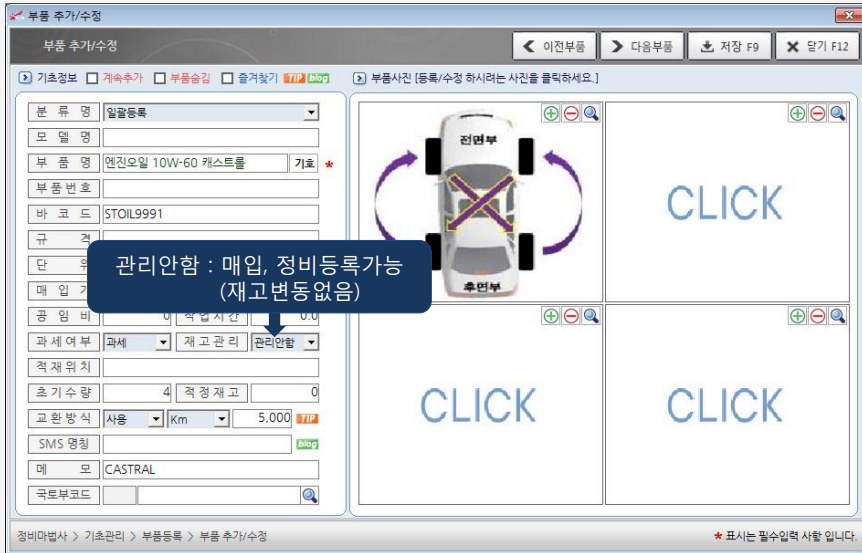 부품 추가/수정
부품 추가/수정
이전부품
다음부품
저장 F9
닫기 F12
기초정보 계속추가 부품숨김 즐겨찾기 TIP blog
부품사진 [등록/수정 하시려는 사진을 클릭하세요.]
분 류 명 일괄등록
모 델 명
부 품 명 엔진오일 10W-60 캐스트롤 기호 *
부품번호
바 코 드 STOIL9991
규 격
단
매 입
관리안함 : 매입, 정비등록가능
(재고변동없음)
공 임 비 0 작업시간 0.0
과세여부 과세 재고관리 관리안함
적재위치
초기수량 4 적정재고 0
교환방식 사용 Km 5,000 TIP
SMS 명칭 blog
메 모 CASTRAL
국토부코드
전면부
후면부
CLICK
CLICK
CLICK
정비마법사 > 기초관리 > 부품등록 > 부품 추가/수정
* 표시는 필수입력 사항 입니다.